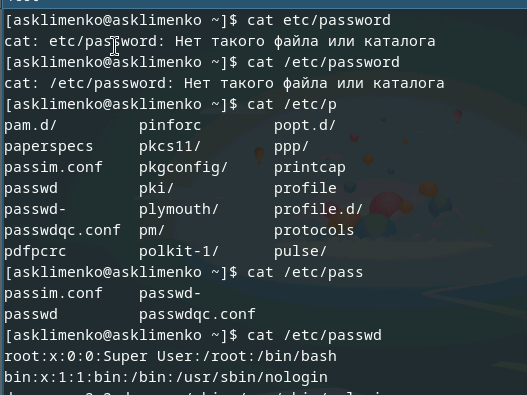 [asklimenko@asklimenko ~]$ cat etc/password
cat: etc/password: Нет такого файла или каталога
[asklimenko@asklimenko ~]$ cat /etc/password
cat: /etc/password: Нет такого файла или каталога
[asklimenko@asklimenko ~]$ cat /etc/p
pam.d/ pinforc popt.d/
paperspecs pkcs11/ ppp/
passim.conf pkgconfig/ printcap
passwd pki/ profile
passwd- plymouth/ profile.d/
passwdqc.conf pm/ protocols
pdfpcrc polkit-1/ pulse/
[asklimenko@asklimenko ~]$ cat /etc/pass
passim.conf passwd-
passwd passwdqc.conf
[asklimenko@asklimenko ~]$ cat /etc/passwd
root:x:0:0:Super User:/root:/bin/bash
bin:x:1:1:bin:/bin:/usr/sbin/nologin